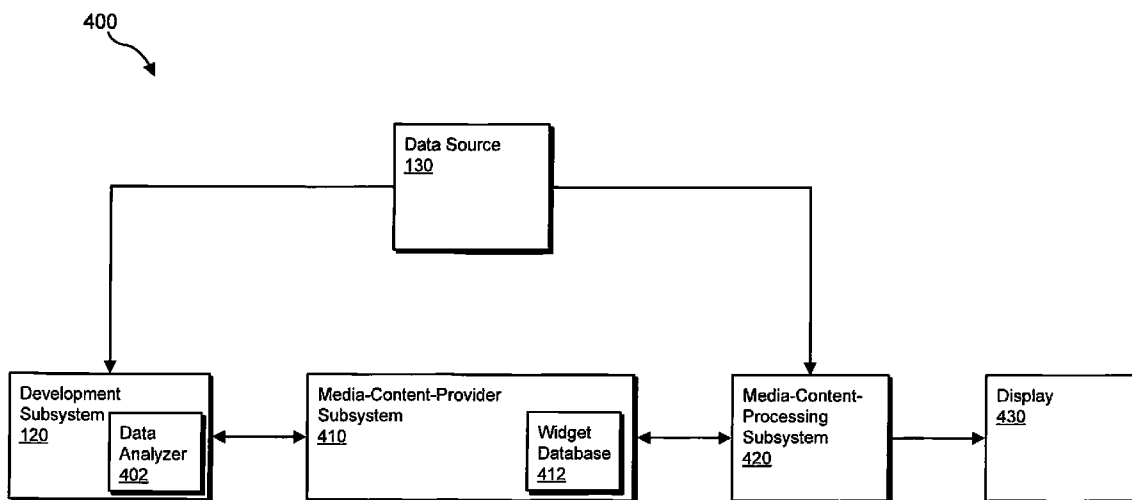 400
Data Source
130
Development
Subsystem
120
Data
Analyzer
402
Media-Content-Provider
Subsystem
410
Widget
Database
412
Media-Content-
Processing
Subsystem
420
Display
430